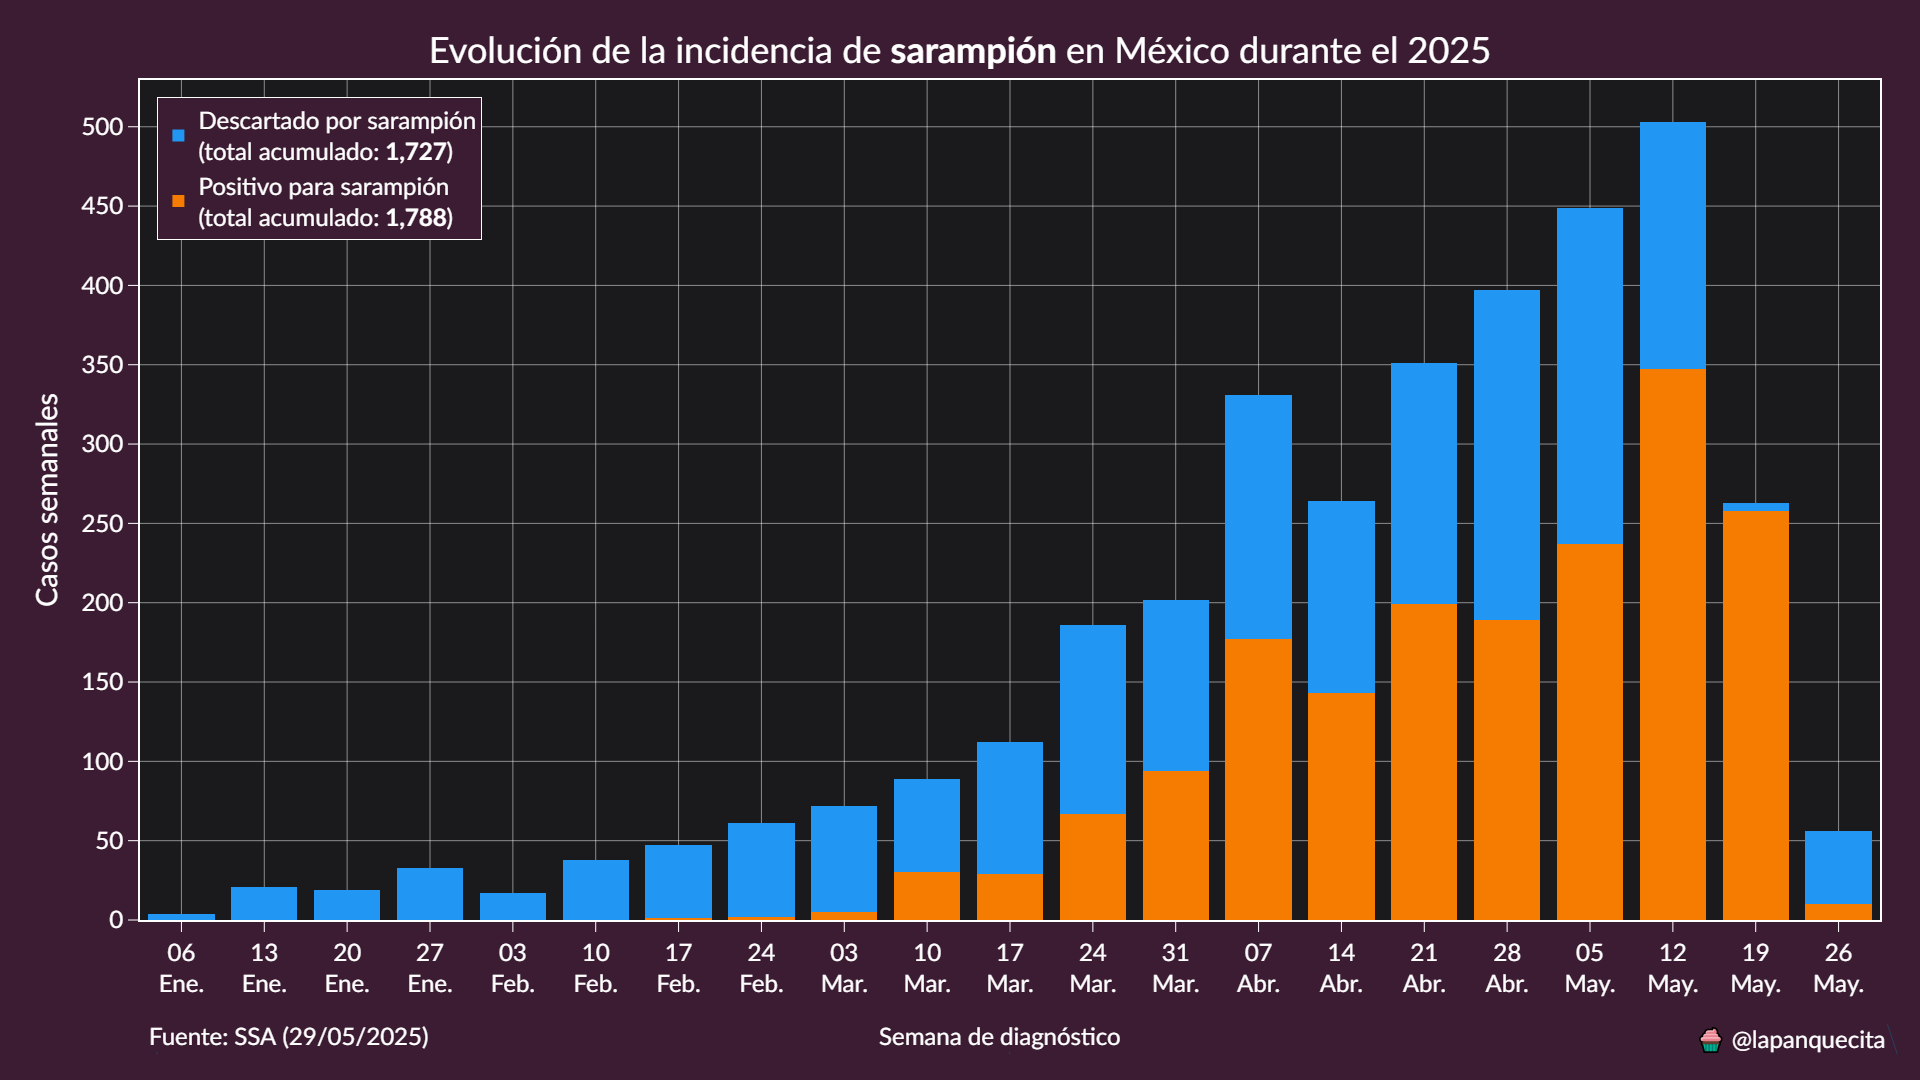 Evolución de la incidencia de sarampión en México durante el 2025
Descartado por sarampión
(total acumulado: 1,727)
Positivo para sarampión
(total acumulado: 1,788)
Casos semanales
500
450
400
350
300
250
200
150
100
50
0
06 13 20 27 03 10 17 24 03 10 17 24 31 07 14 21 28 05 12 19 26
Ene. Ene. Ene. Ene. Feb. Feb. Feb. Feb. Mar. Mar. Mar. Mar. Mar. Abr. Abr. Abr. Abr. May. May. May. May.
Fuente: SSA (29/05/2025)
Semana de diagnóstico
@lapanquecita